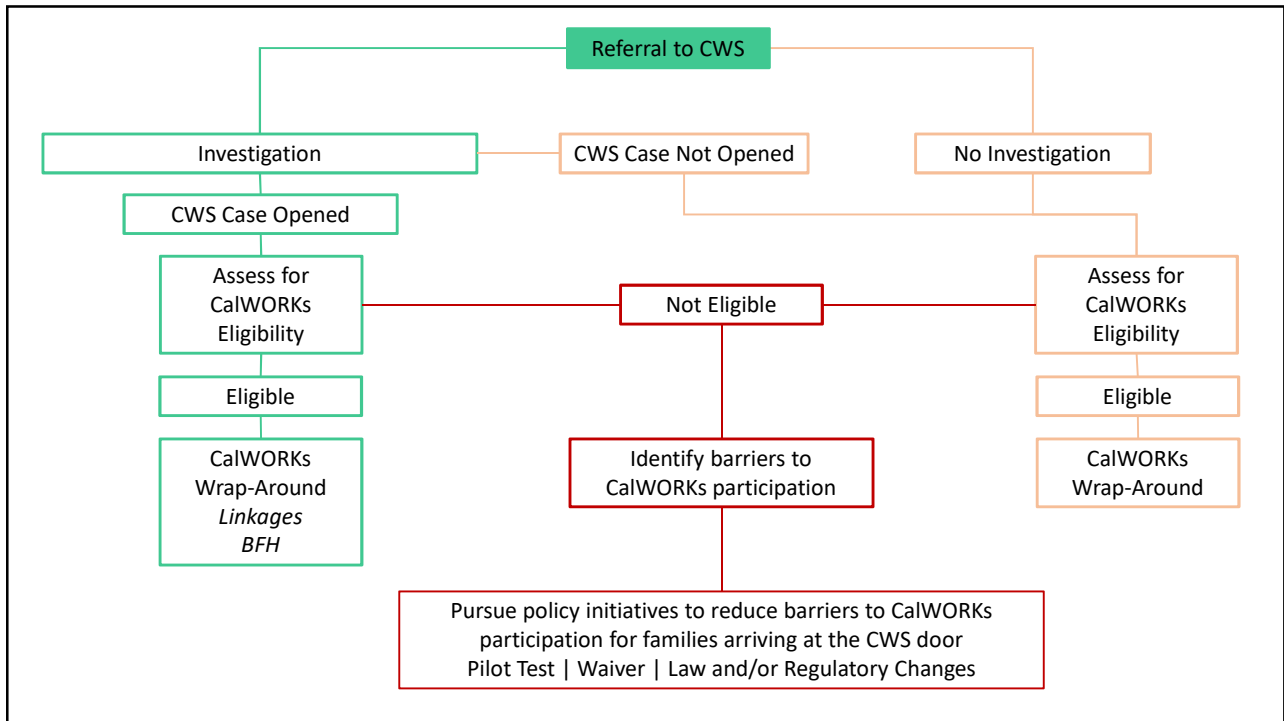 Referral to CWS
Investigation
CWS Case Not Opened
No Investigation
CWS Case Opened
Assess for
CalWORKs
Eligibility
Not Eligible
Assess for
CalWORKs
Eligibility
Eligible
Eligible
CalWORKs
Wrap-Around
Linkages
BFH
Identify barriers to
CalWORKs participation
CalWORKs
Wrap-Around
Pursue policy initiatives to reduce barriers to CalWORKs
participation for families arriving at the CWS door
Pilot Test | Waiver | Law and/or Regulatory Changes